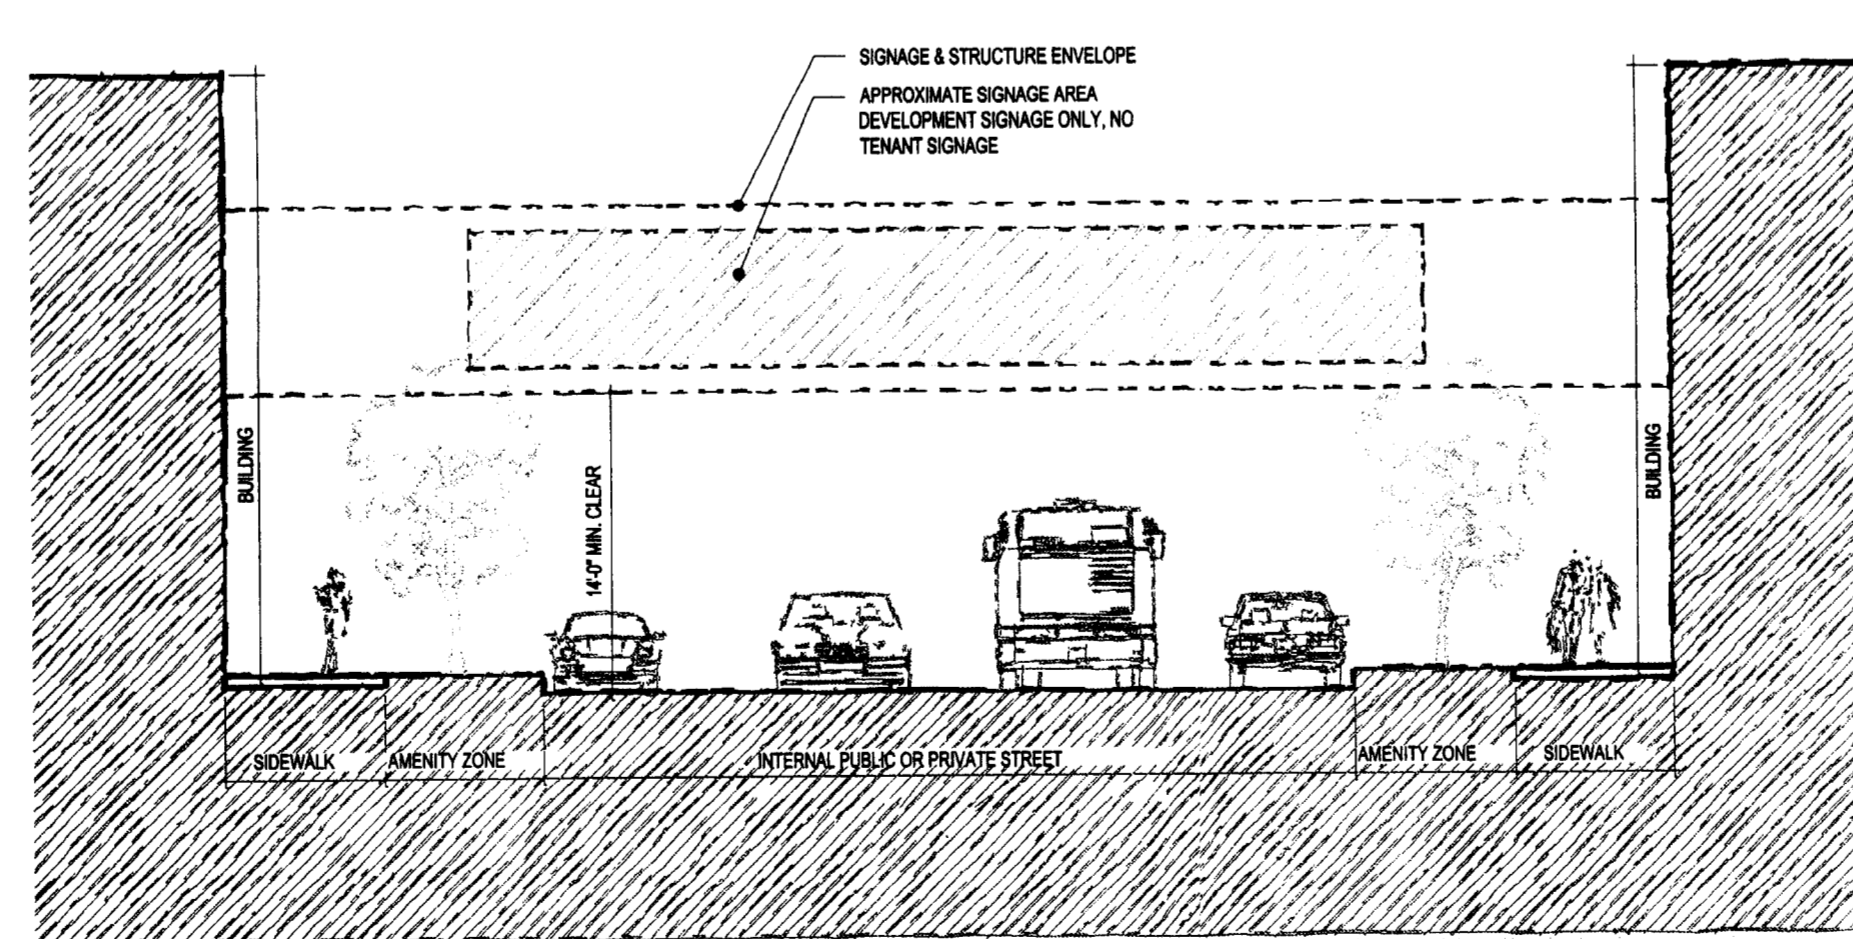 SIGNAGE & STRUCTURE ENVELOPE
APPROXIMATE SIGNAGE AREA
DEVELOPMENT SIGNAGE ONLY, NO
TENANT SIGNAGE
BUILDING
14'-0" MIN. CLEAR
BUILDING
SIDEWALK
AMENITY ZONE
INTERNAL PUBLIC OR PRIVATE STREET
AMENITY ZONE
SIDEWALK